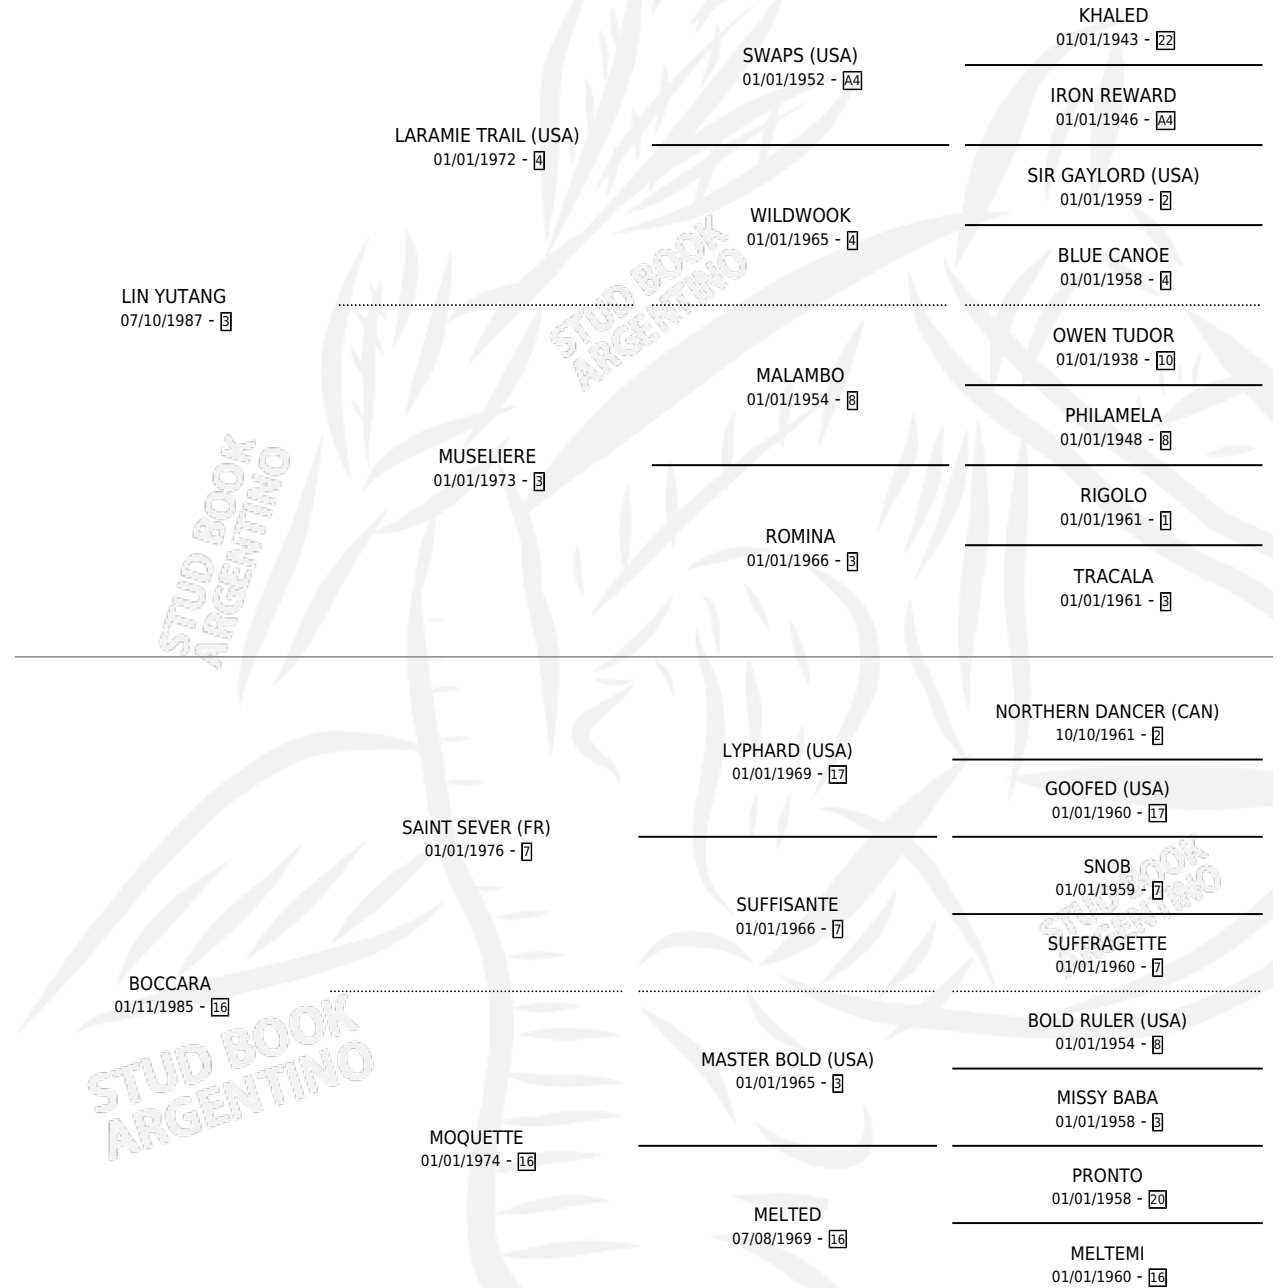 KHALED
01/01/1943 - 22
SWAPS (USA)
01/01/1952 - A4
IRON REWARD
01/01/1946 - A4
LARAMIE TRAIL (USA)
01/01/1972 - 4
SIR GAYLORD (USA)
01/01/1959 - 2
WILDWOOK
01/01/1965 - 4
BLUE CANOE
01/01/1958 - 4
LIN YUTANG
07/10/1987 - 3
OWEN TUDOR
01/01/1938 - 10
MALAMBO
01/01/1954 - 8
PHILAMELA
01/01/1948 - 8
MUSELIERE
01/01/1973 - 3
RIGOLO
01/01/1961 - 1
ROMINA
01/01/1966 - 3
TRACALA
01/01/1961 - 3
NORTHERN DANCER (CAN)
10/10/1961 - 2
LYPHARD (USA)
01/01/1969 - 17
GOOFED (USA)
01/01/1960 - 17
SAINT SEVER (FR)
01/01/1976 - 7
SNOB
01/01/1959 - 7
SUFFISANTE
01/01/1966 - 7
SUFFRAGETTE
01/01/1960 - 7
BOCCARA
01/11/1985 - 16
BOLD RULER (USA)
01/01/1954 - 8
MASTER BOLD (USA)
01/01/1965 - 3
MISSY BABA
01/01/1958 - 3
MOQUETTE
01/01/1974 - 16
PRONTO
01/01/1958 - 20
MELTED
07/08/1969 - 16
MELTEMI
01/01/1960 - 16
STUD BOOK
ARGENTINO
STUD BOOK
ARGENTINO
STUD BOOK
ARGENTINO
STUD BOOK
ARGENTINO